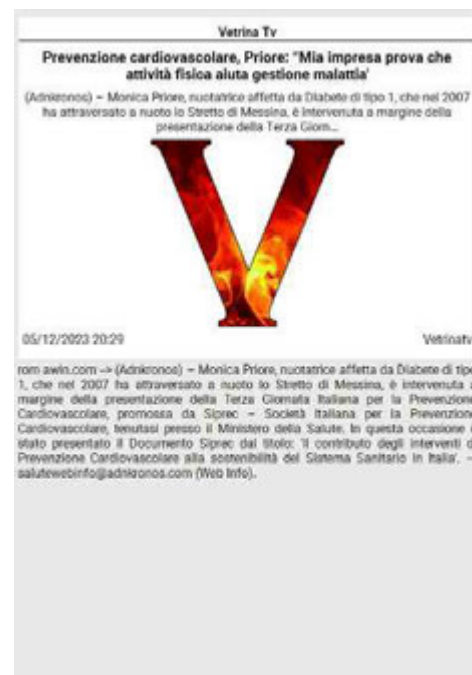 Vetrina Tv
Prevenzione cardiovascolare, Priore: "Mia impresa prova che
attività fisica aiuta gestione malattia'
(Adnkronos) – Monica Priore, nuotatrice affetta da Diabete di tipo 1, che nel 2007
ha attraversato a nuoto lo Stretto di Messina, è intervenuta a margine della
presentazione della Terza Giorn...
V
05/12/2023 20:29
Vetrinatv
rom awin.com –> (Adnkronos) – Monica Priore, nuotatrice affetta da Diabete di tipo
1, che nel 2007 ha attraversato a nuoto lo Stretto di Messina, è intervenuta
margine della presentazione della Terza Giornata Italiana per la Prevenzione
Cardiovascolare, promossa da Siprec – Società Italiana per la Prevenzione
Cardiovascolare, tenutasi presso il Ministero della Salute. In questa occasione
stato presentato il Documento Siprec dal titolo: 'Il contributo degli interventi d
Prevenzione Cardiovascolare alla sostenibilità del Sistema Sanitario in Italia'. –
salutewebinfo@adnkronos.com (Web Info).